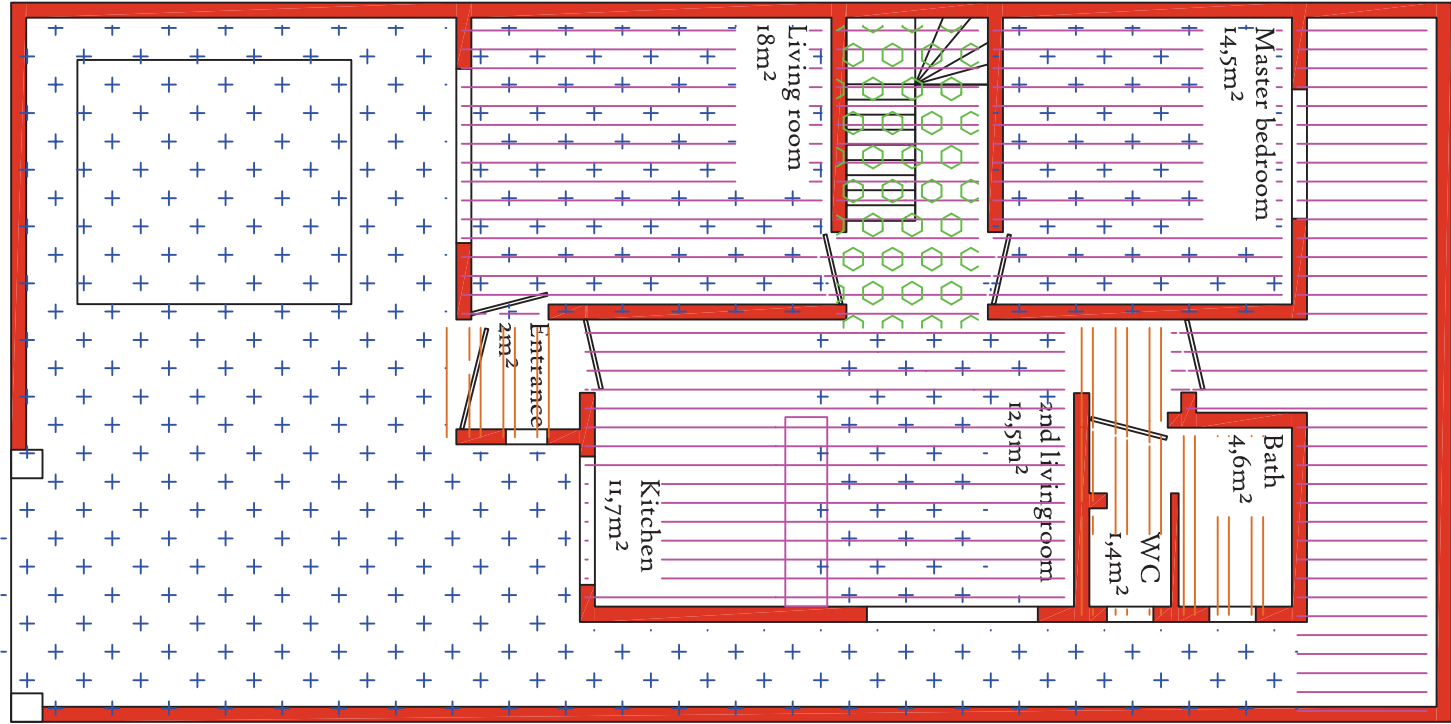 Living room
18m²
Master bedroom
14,5m²
Entrance
2m²
2nd livingroom
12,5m²
Kitchen
11,7m²
Bath
4,6m²
WC
1,4m²